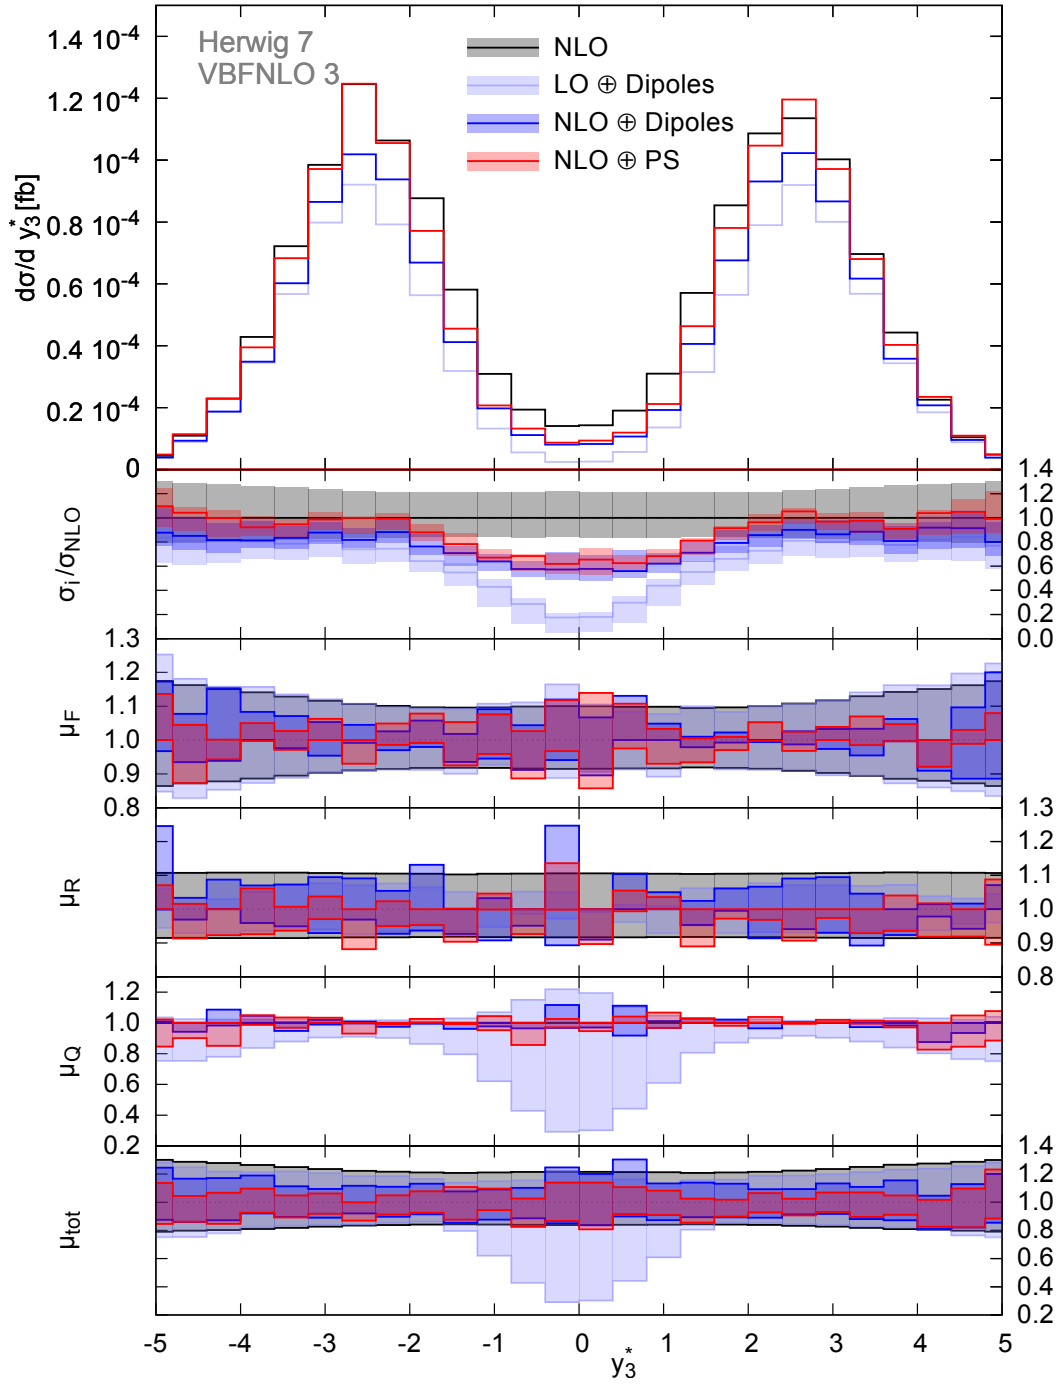 Herwig 7
VBFNLO 3
NLO
LO ⊕ Dipoles
NLO ⊕ Dipoles
NLO ⊕ PS
dσ/d y*3 [fb]
1.4 10-4
1.2 10-4
10-4
0.8 10-4
0.6 10-4
0.4 10-4
0.2 10-4
0
σi/σNLO
1.4
1.2
1.0
0.8
0.6
0.4
0.2
0.0
μF
1.3
1.2
1.1
1.0
0.9
0.8
μR
1.3
1.2
1.1
1.0
0.9
0.8
μQ
1.2
1.0
0.8
0.6
0.4
0.2
μtot
1.4
1.2
1.0
0.8
0.6
0.4
0.2
-5 -4 -3 -2 -1 0 1 2 3 4 5
y*3